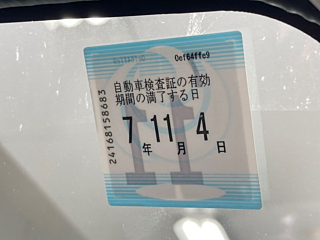 0ef64ffe9
自動車検査証の有効
期間の満了する日
7 11 4
年 月 日
24168158683